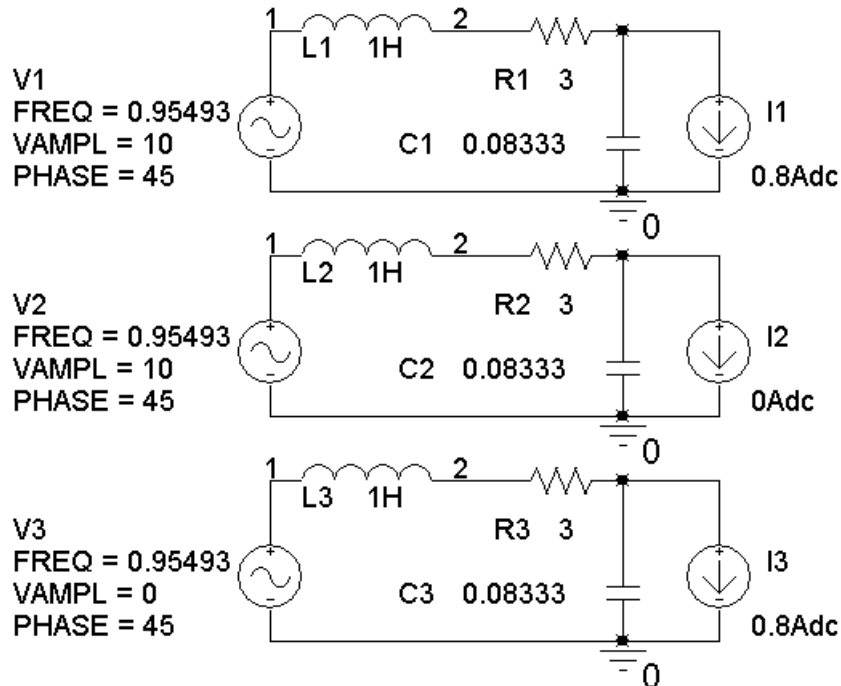 1 2
L1 1H
R1 3
V1
FREQ = 0.95493
VAMPL = 10
PHASE = 45
C1 0.08333
I1
0.8Adc
0
1 2
L2 1H
R2 3
V2
FREQ = 0.95493
VAMPL = 10
PHASE = 45
C2 0.08333
I2
0Adc
0
1 2
L3 1H
R3 3
V3
FREQ = 0.95493
VAMPL = 0
PHASE = 45
C3 0.08333
I3
0.8Adc
0